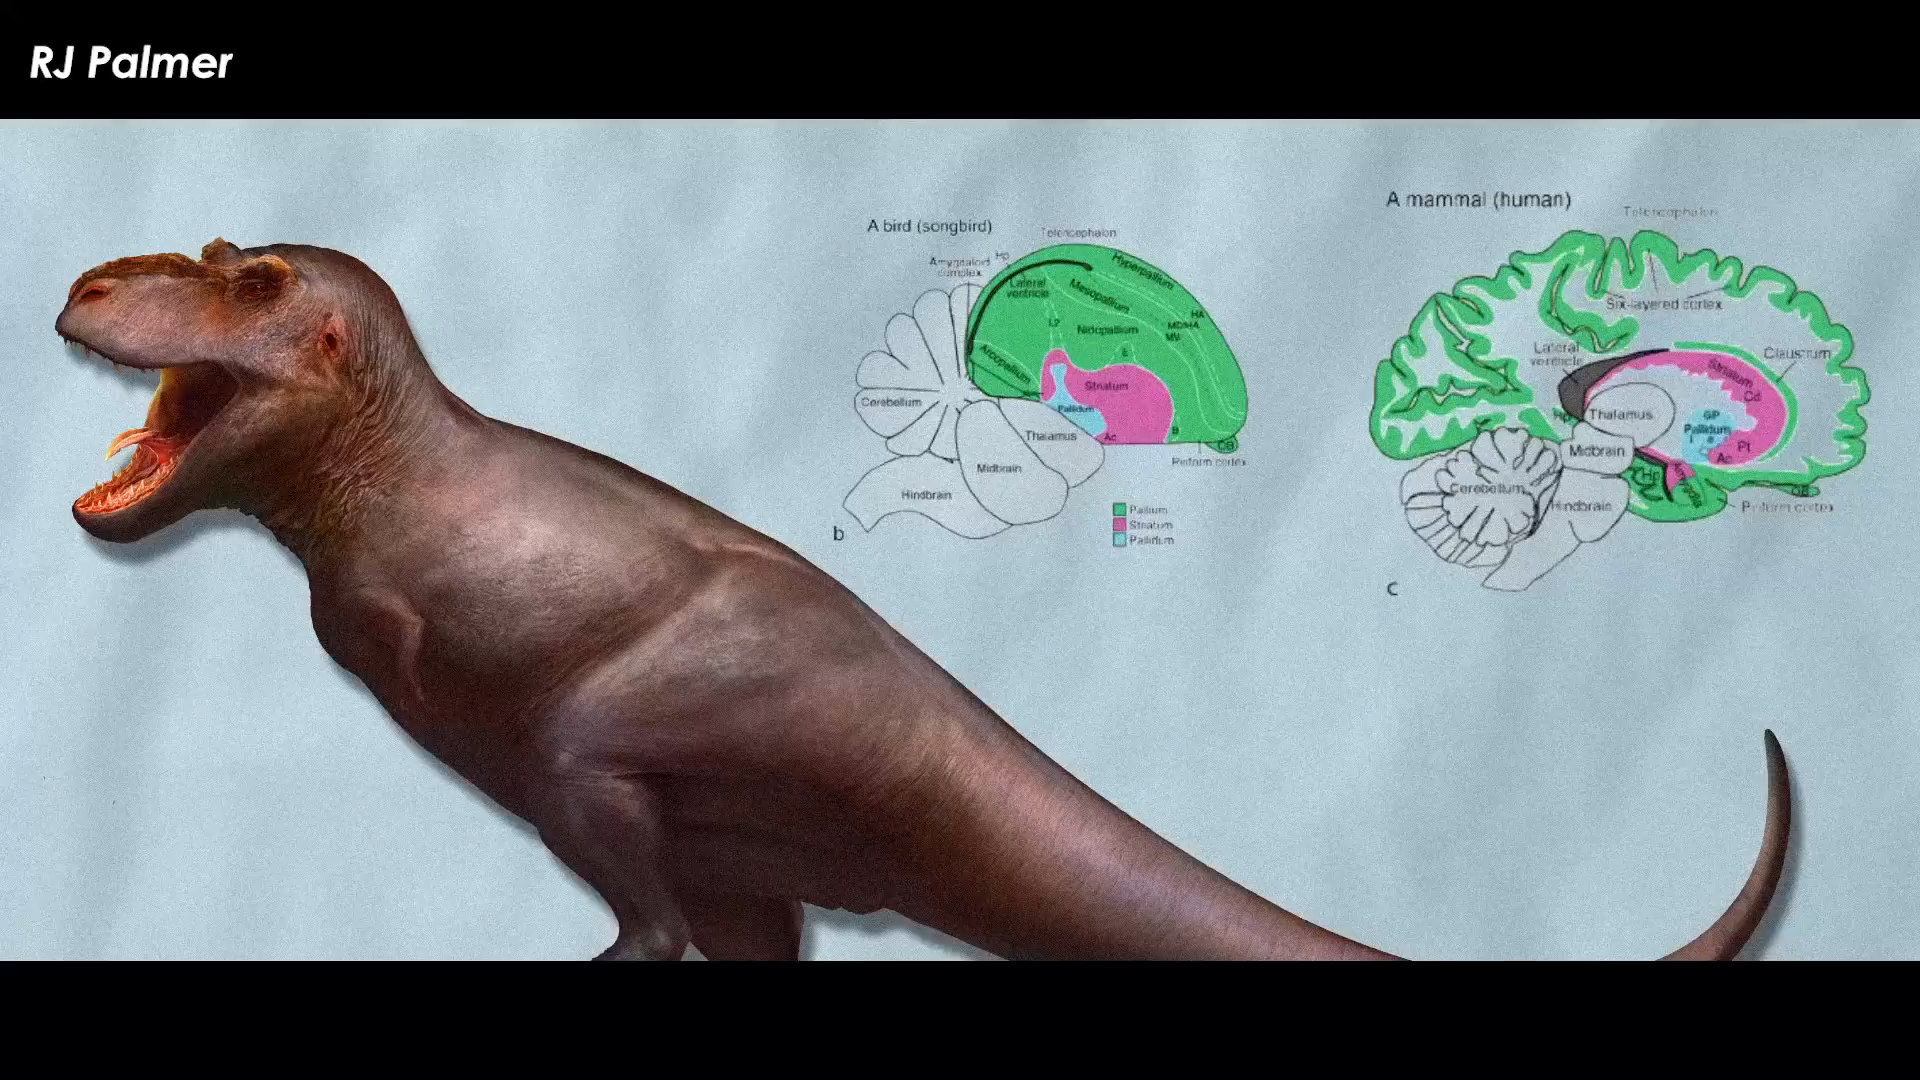 RJ Palmer
A bird (songbird)
Telencephalon
Hp
Amygdaloid
complex
Lateral
ventricle
Hyperpallium
Mesopallium
HA
MD/HA
MV
L2
Nidopallium
E
Arcopallium
Striatum
Cerebellum
Pallidum
Thalamus
Ac
B
OB
Piriform cortex
Midbrain
Hindbrain
b
Pallium
Striatum
Pallidum
A mammal (human)
Telencephalon
Six-layered cortex
Lateral
ventricle
Claustrum
Striatum
Cd
Hp
Thalamus
GP
Pallidum
i e
Midbrain
Pt
Ac
Hp
Cerebellum
Hindbrain
OB
Piriform cortex
c